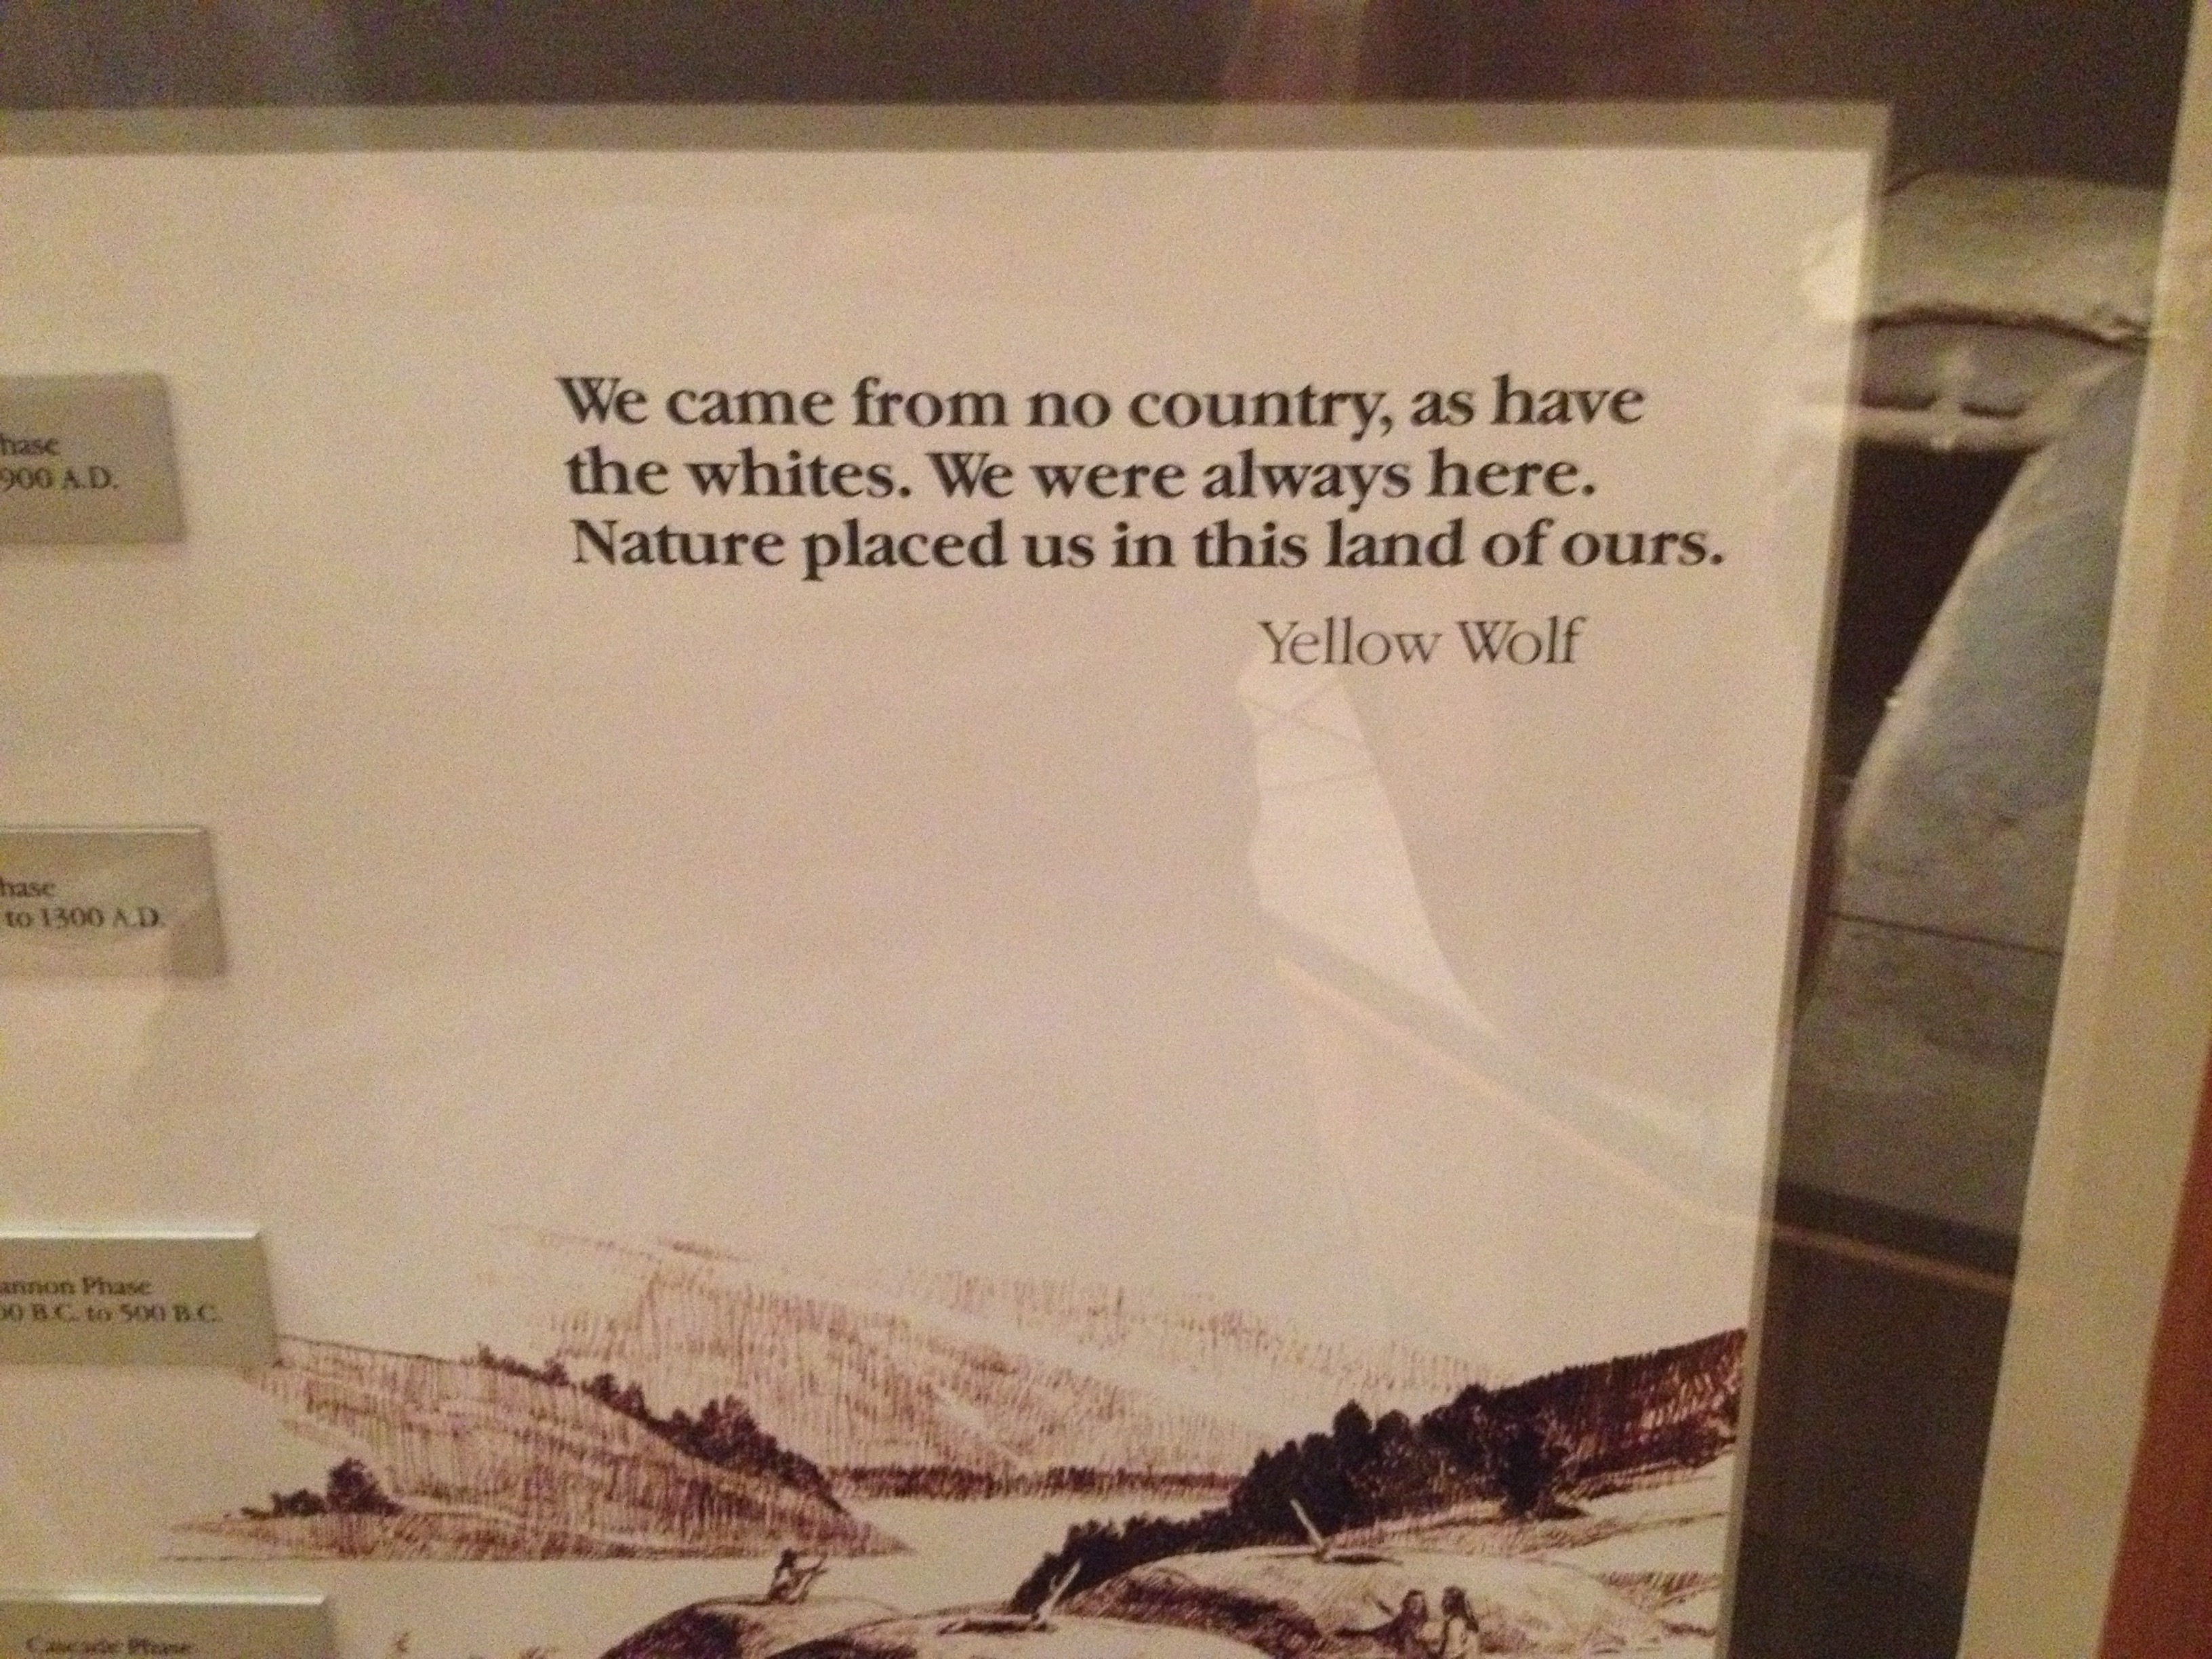 We came from no country, as have
the whites. We were always here.
Nature placed us in this land of ours.
Yellow Wolf
hase
900 A.D.
hase
to 1300 A.D.
annon Phase
00 B.C. to 500 B.C.
Cascade Phase